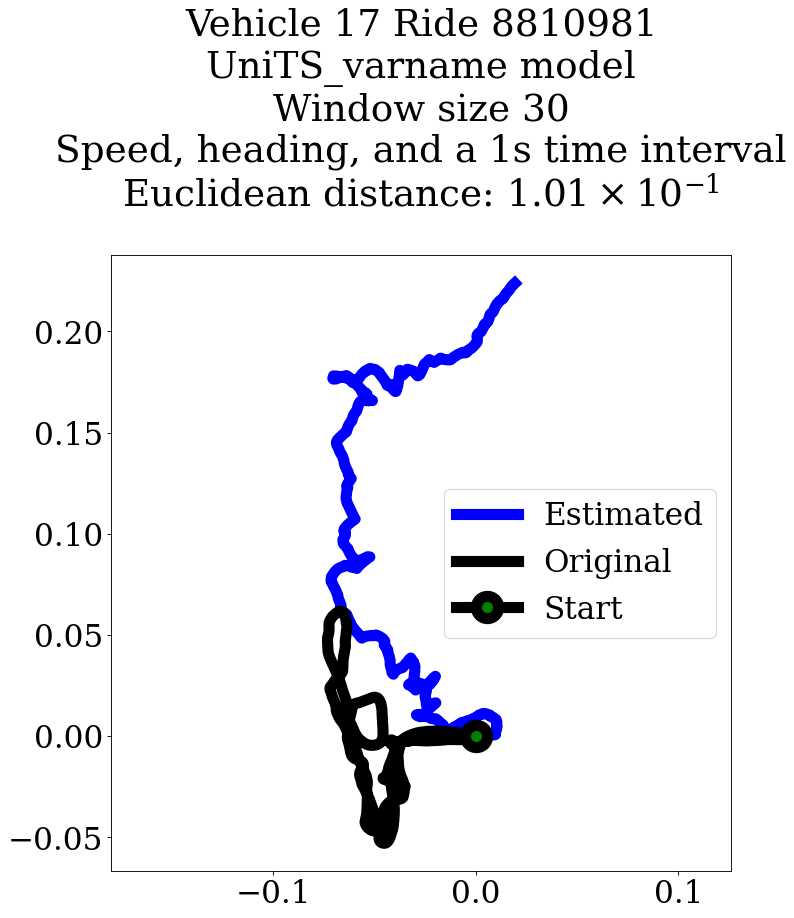 Vehicle 17 Ride 8810981
UniTS_varname model
Window size 30
Speed, heading, and a 1s time interval
Euclidean distance: 1.01 × 10⁻¹
0.20
0.15
0.10
0.05
0.00
−0.05
Estimated
Original
Start
−0.1
0.0
0.1